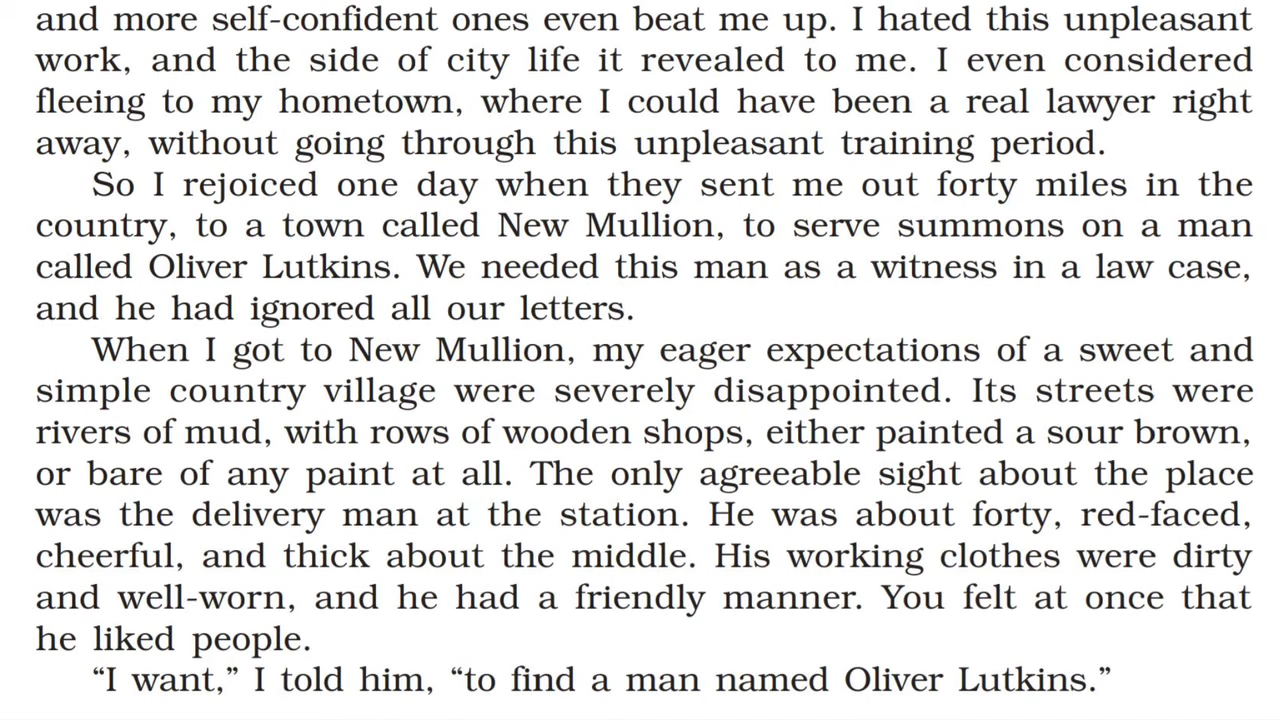 and more self-confident ones even beat me up. I hated this unpleasant
work, and the side of city life it revealed to me. I even considered
fleeing to my hometown, where I could have been a real lawyer right
away, without going through this unpleasant training period.
So I rejoiced one day when they sent me out forty miles in the
country, to a town called New Mullion, to serve summons on a man
called Oliver Lutkins. We needed this man as a witness in a law case,
and he had ignored all our letters.
When I got to New Mullion, my eager expectations of a sweet and
simple country village were severely disappointed. Its streets were
rivers of mud, with rows of wooden shops, either painted a sour brown,
or bare of any paint at all. The only agreeable sight about the place
was the delivery man at the station. He was about forty, red-faced,
cheerful, and thick about the middle. His working clothes were dirty
and well-worn, and he had a friendly manner. You felt at once that
he liked people.
“I want,” I told him, “to find a man named Oliver Lutkins.”